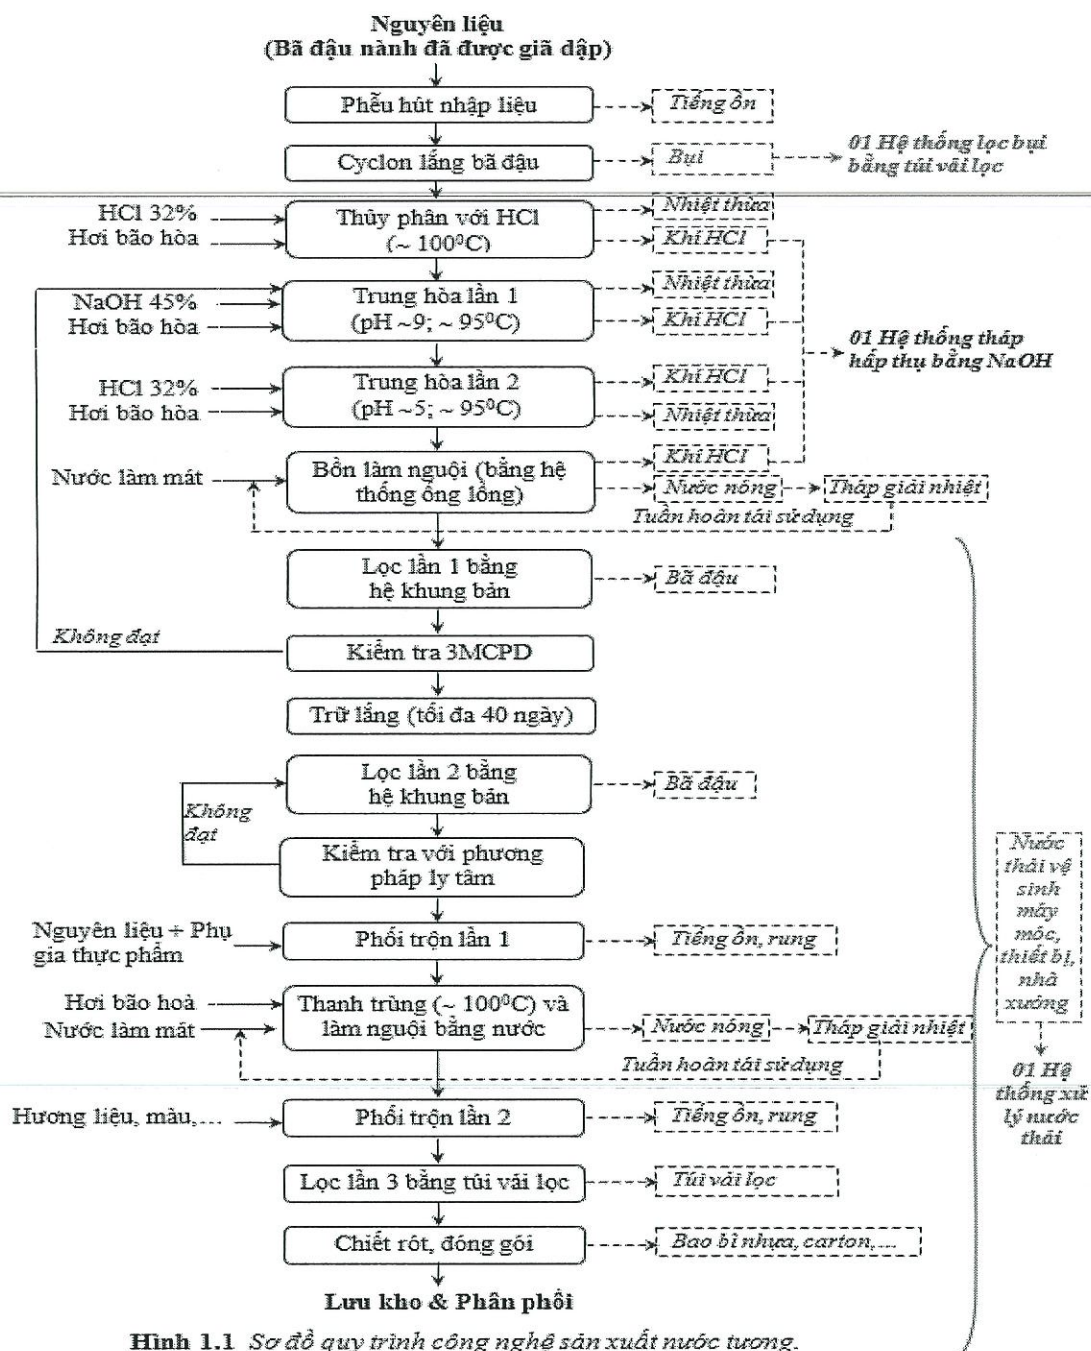 Nguyên liệu
(Bã đậu nành đã được giã dập)
Phễu hút nhập liệu
Tiếng ồn
Cyclon lắng bã đậu
Bụi
01 Hệ thống lọc bụi
bằng túi vải lọc
HCl 32%
Hơi bão hòa
Thủy phân với HCl
(~ 100⁰C)
Nhiệt thừa
Khí HCl
NaOH 45%
Hơi bão hòa
Trung hòa lần 1
(pH ~9; ~ 95⁰C)
Nhiệt thừa
Khí HCl
01 Hệ thống tháp
hấp thụ bằng NaOH
HCl 32%
Hơi bão hòa
Trung hòa lần 2
(pH ~5; ~ 95⁰C)
Khí HCl
Nhiệt thừa
Nước làm mát
Bồn làm nguội (bằng hệ
thống ống lồng)
Khí HCl
Nước nóng
Tháp giải nhiệt
Tuần hoàn tái sử dụng
Lọc lần 1 bằng
hệ khung bản
Bã đậu
Không đạt
Kiểm tra 3MCPD
Trữ lắng (tối đa 40 ngày)
Lọc lần 2 bằng
hệ khung bản
Bã đậu
Không
đạt
Kiểm tra với phương
pháp ly tâm
Nguyên liệu + Phụ
gia thực phẩm
Phối trộn lần 1
Tiếng ồn, rung
Hơi bão hoà
Nước làm mát
Thanh trùng (~ 100⁰C) và
làm nguội bằng nước
Nước nóng
Tháp giải nhiệt
Tuần hoàn tái sử dụng
Nước
thải vệ
sinh
máy
móc,
thiết bị,
nhà
xưởng
01 Hệ
thống xử
lý nước
thải
Hương liệu, màu,...
Phối trộn lần 2
Tiếng ồn, rung
Lọc lần 3 bằng túi vải lọc
Túi vải lọc
Chiết rót, đóng gói
Bao bì nhựa, carton,...
Lưu kho & Phân phối
Hình 1.1 Sơ đồ quy trình công nghệ sản xuất nước tương.